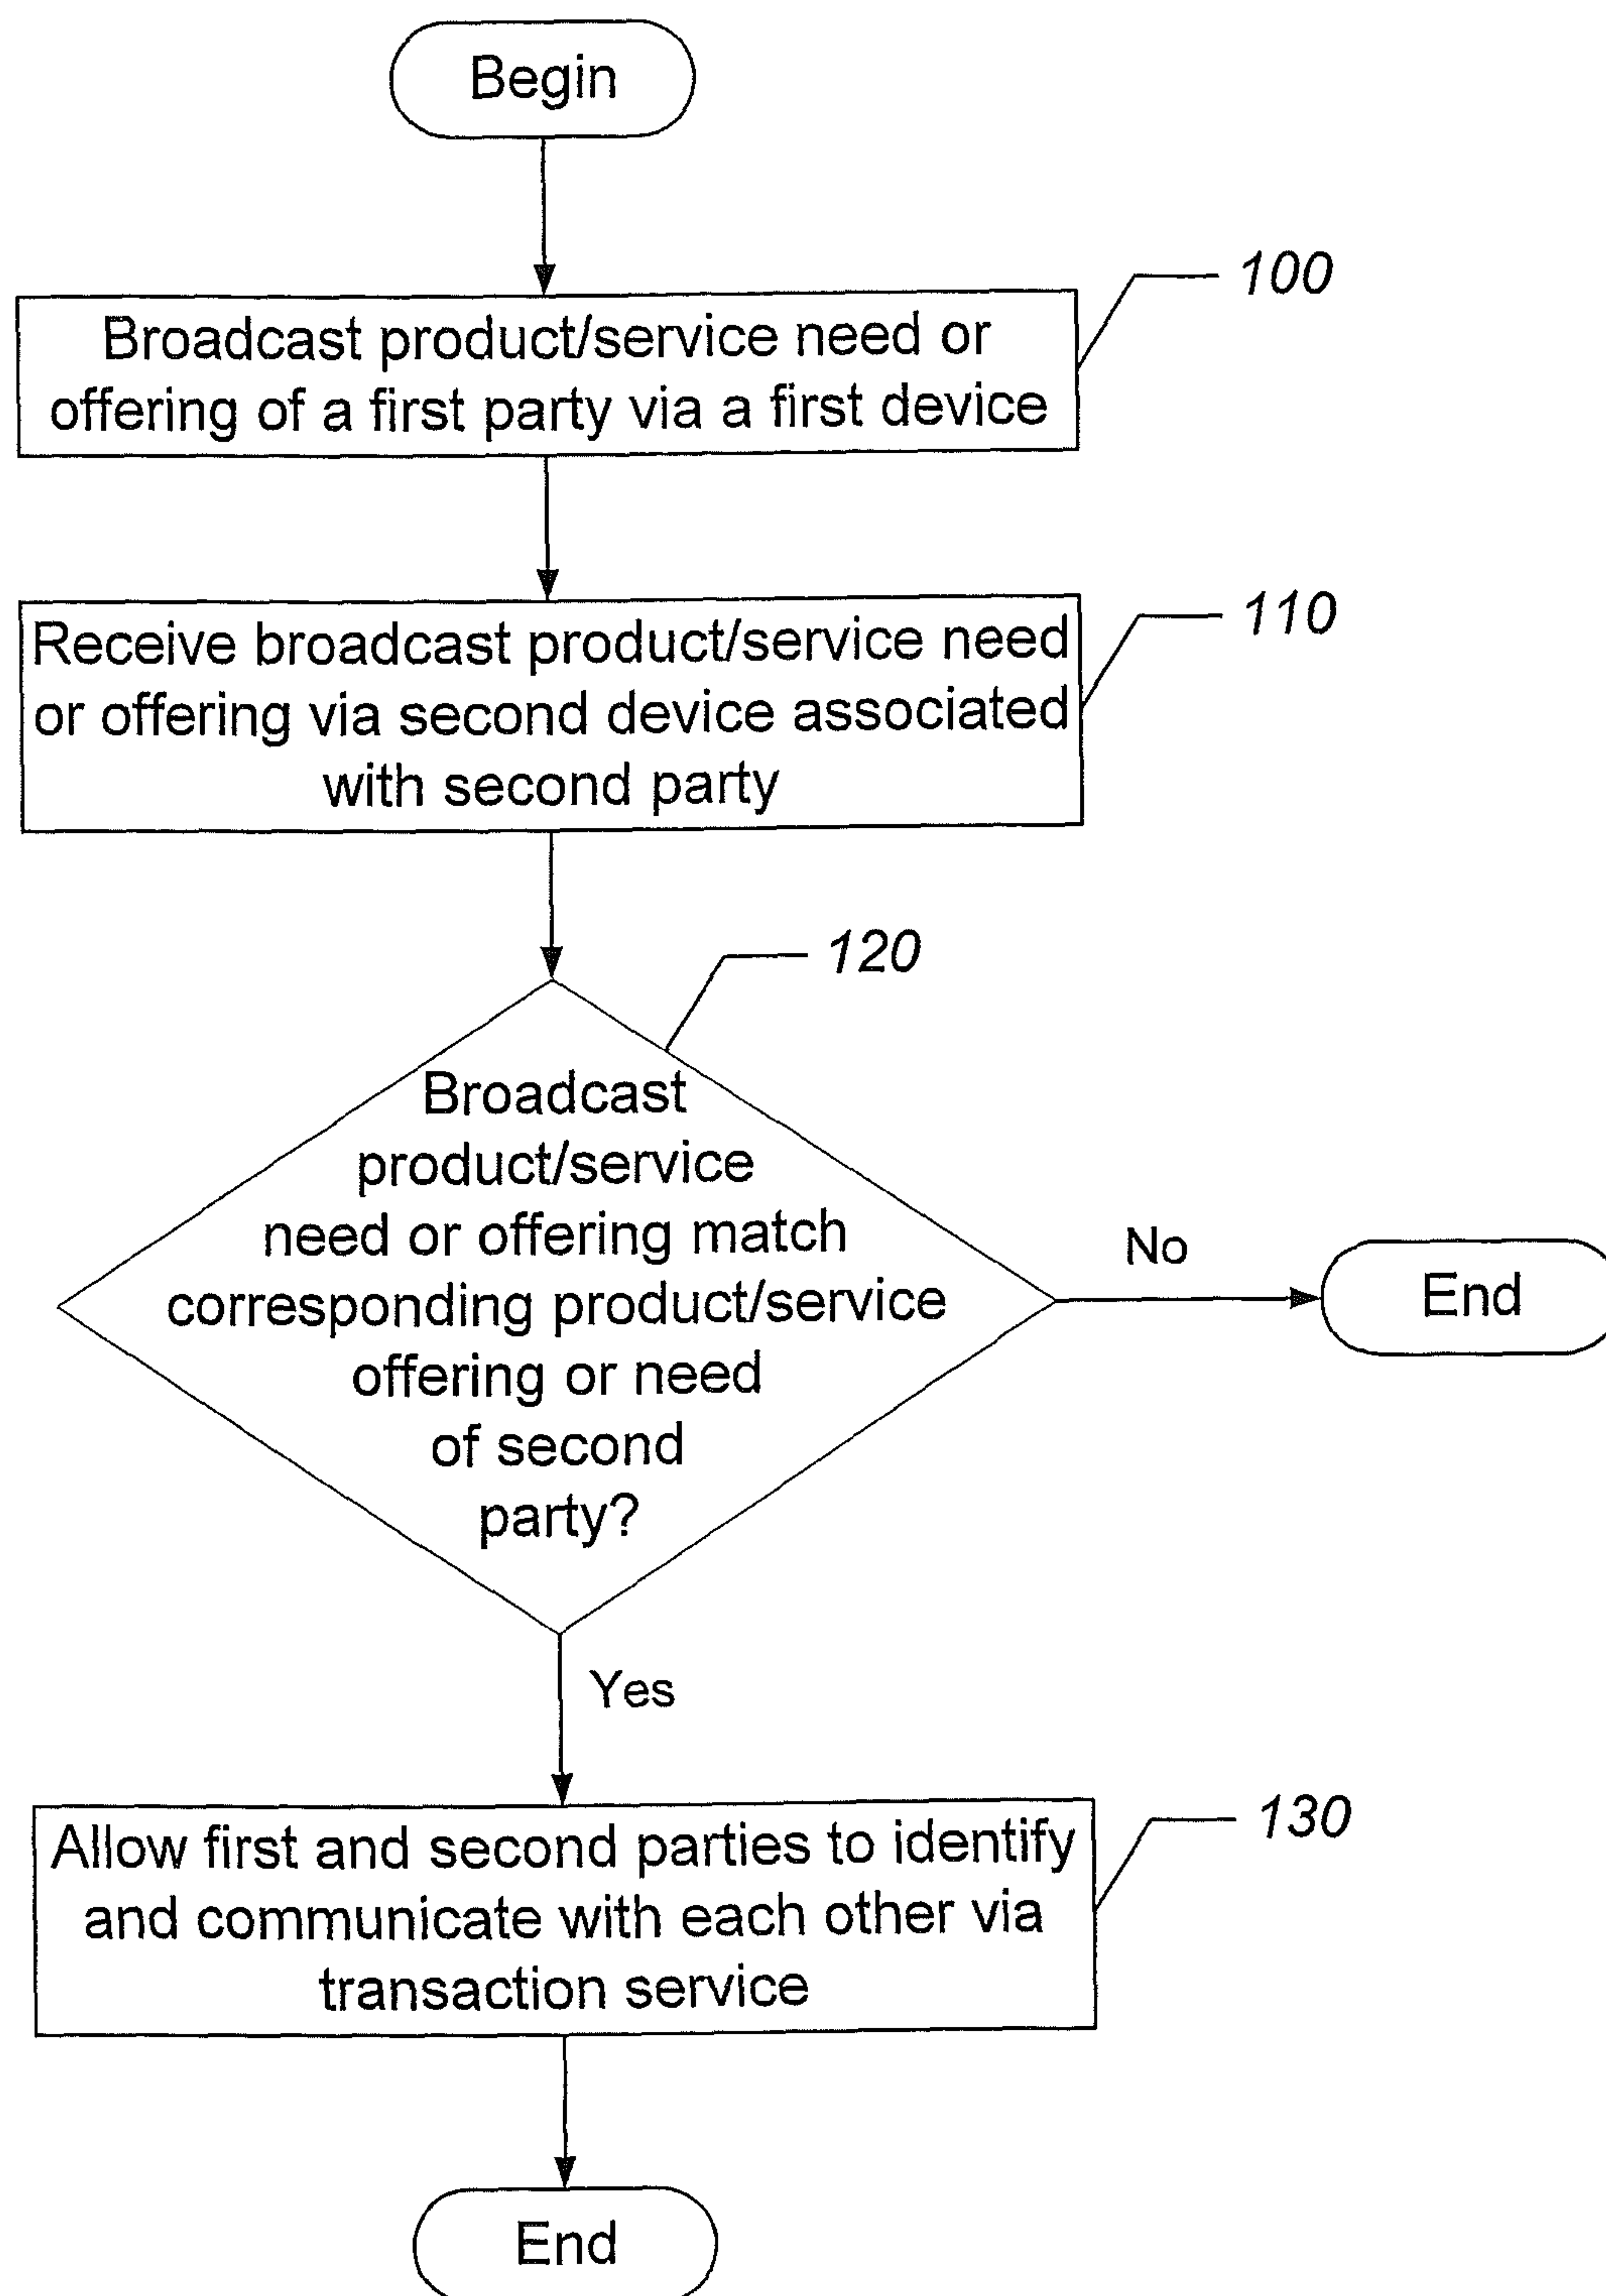 Begin
100
Broadcast product/service need or
offering of a first party via a first device
110
Receive broadcast product/service need
or offering via second device associated
with second party
120
Broadcast
product/service
need or offering match
corresponding product/service
offering or need
of second
party?
No
End
Yes
130
Allow first and second parties to identify
and communicate with each other via
transaction service
End